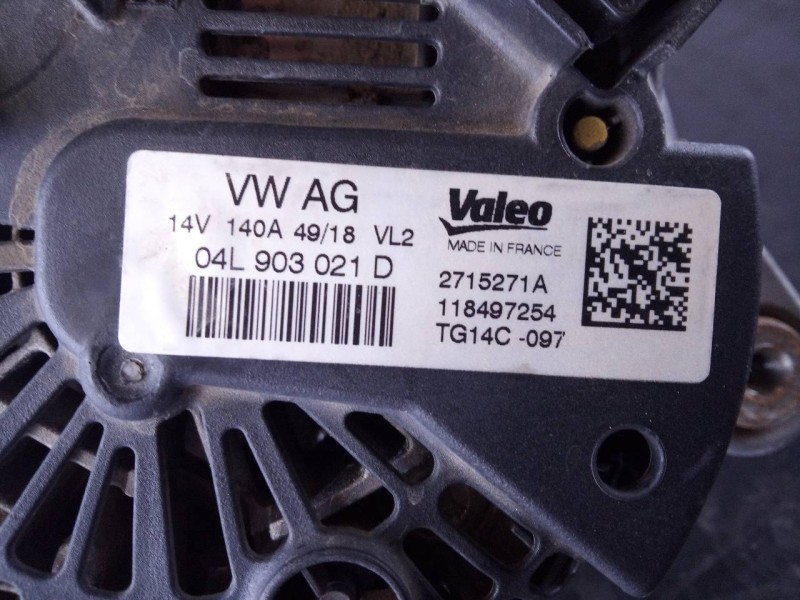 VW AG
14V 140A 49/18 VL2
04L 903 021 D
Valeo
MADE IN FRANCE
2715271A
118497254
TG14C -097